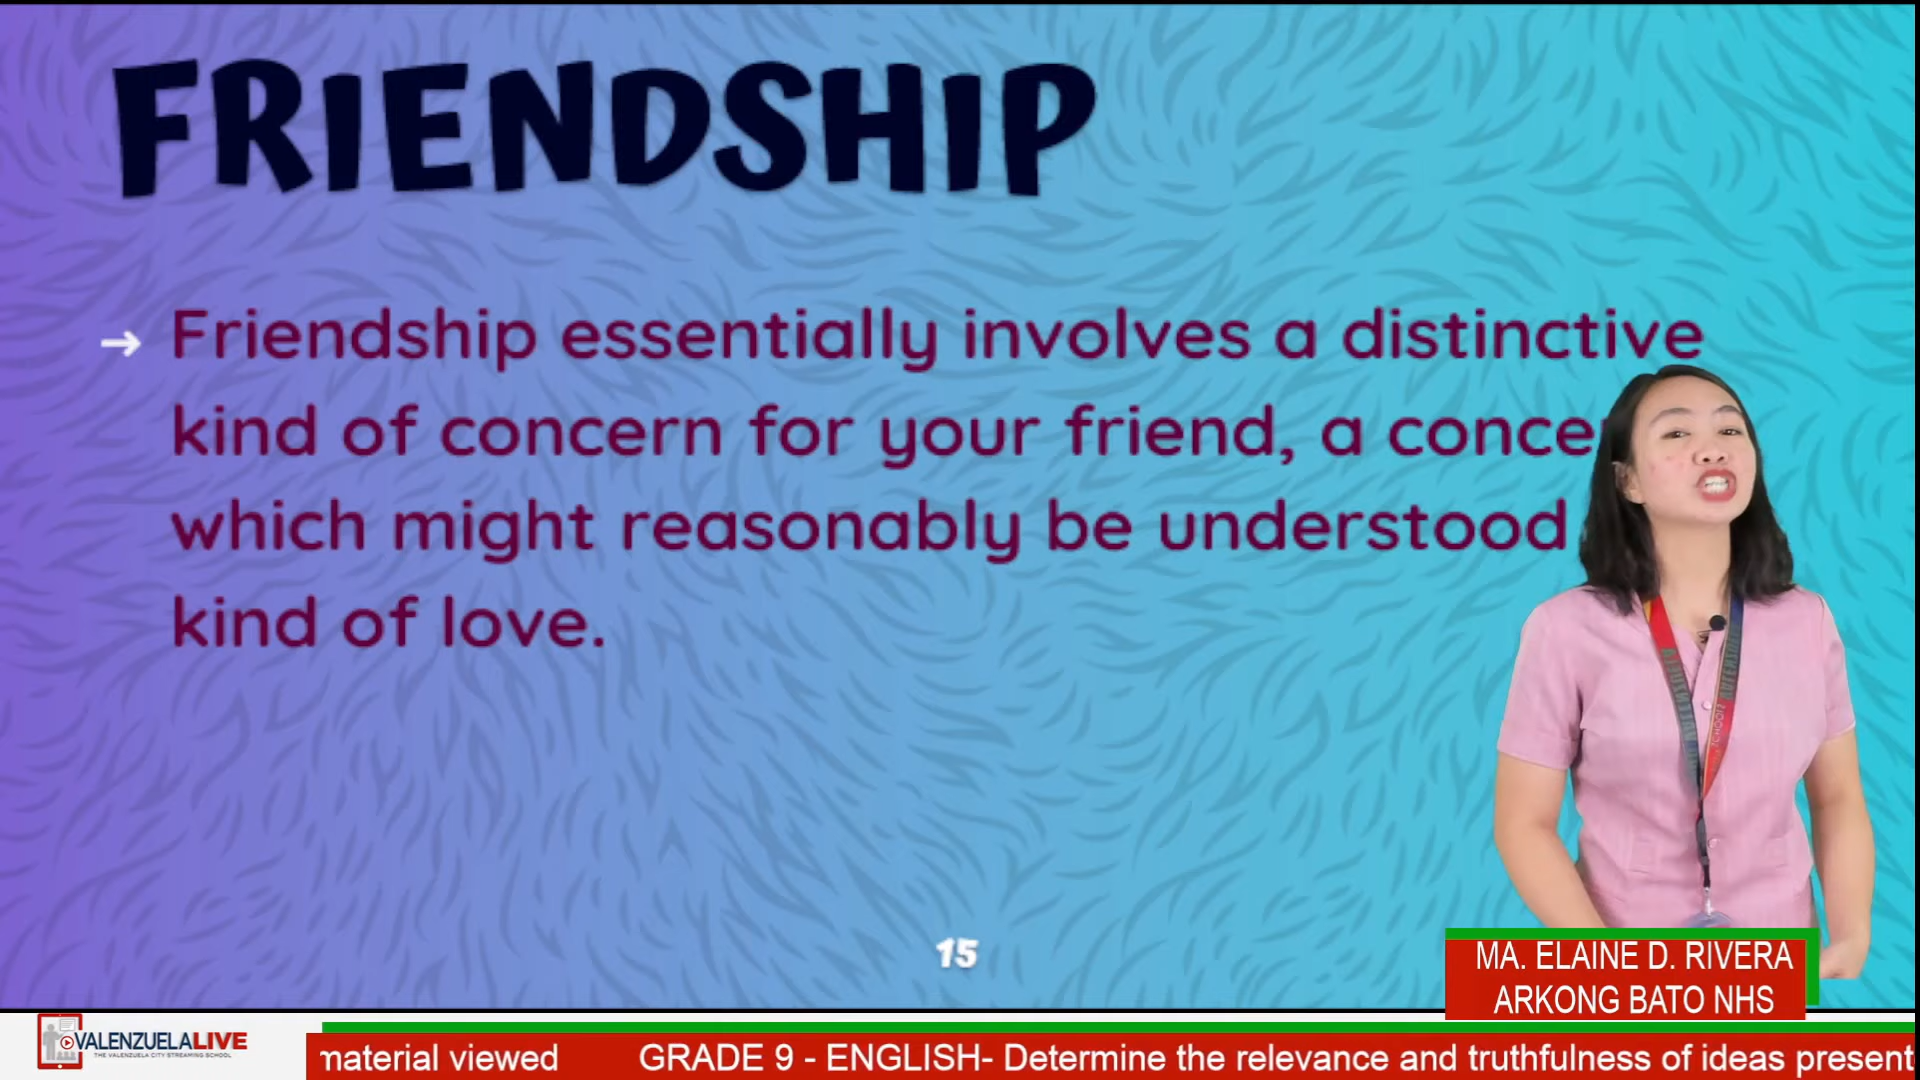 FRIENDSHIP
→ Friendship essentially involves a distinctive
kind of concern for your friend, a
which might reasonably be understood
kind of love.
15
MA. ELAINE D. RIVERA
ARKONG BATO NHS
VALENZUELALIVE
THE VALENZUELA CITY STREAMING SCHOOL
material viewed GRADE 9 - ENGLISH- Determine the relevance and truthfulness of ideas present